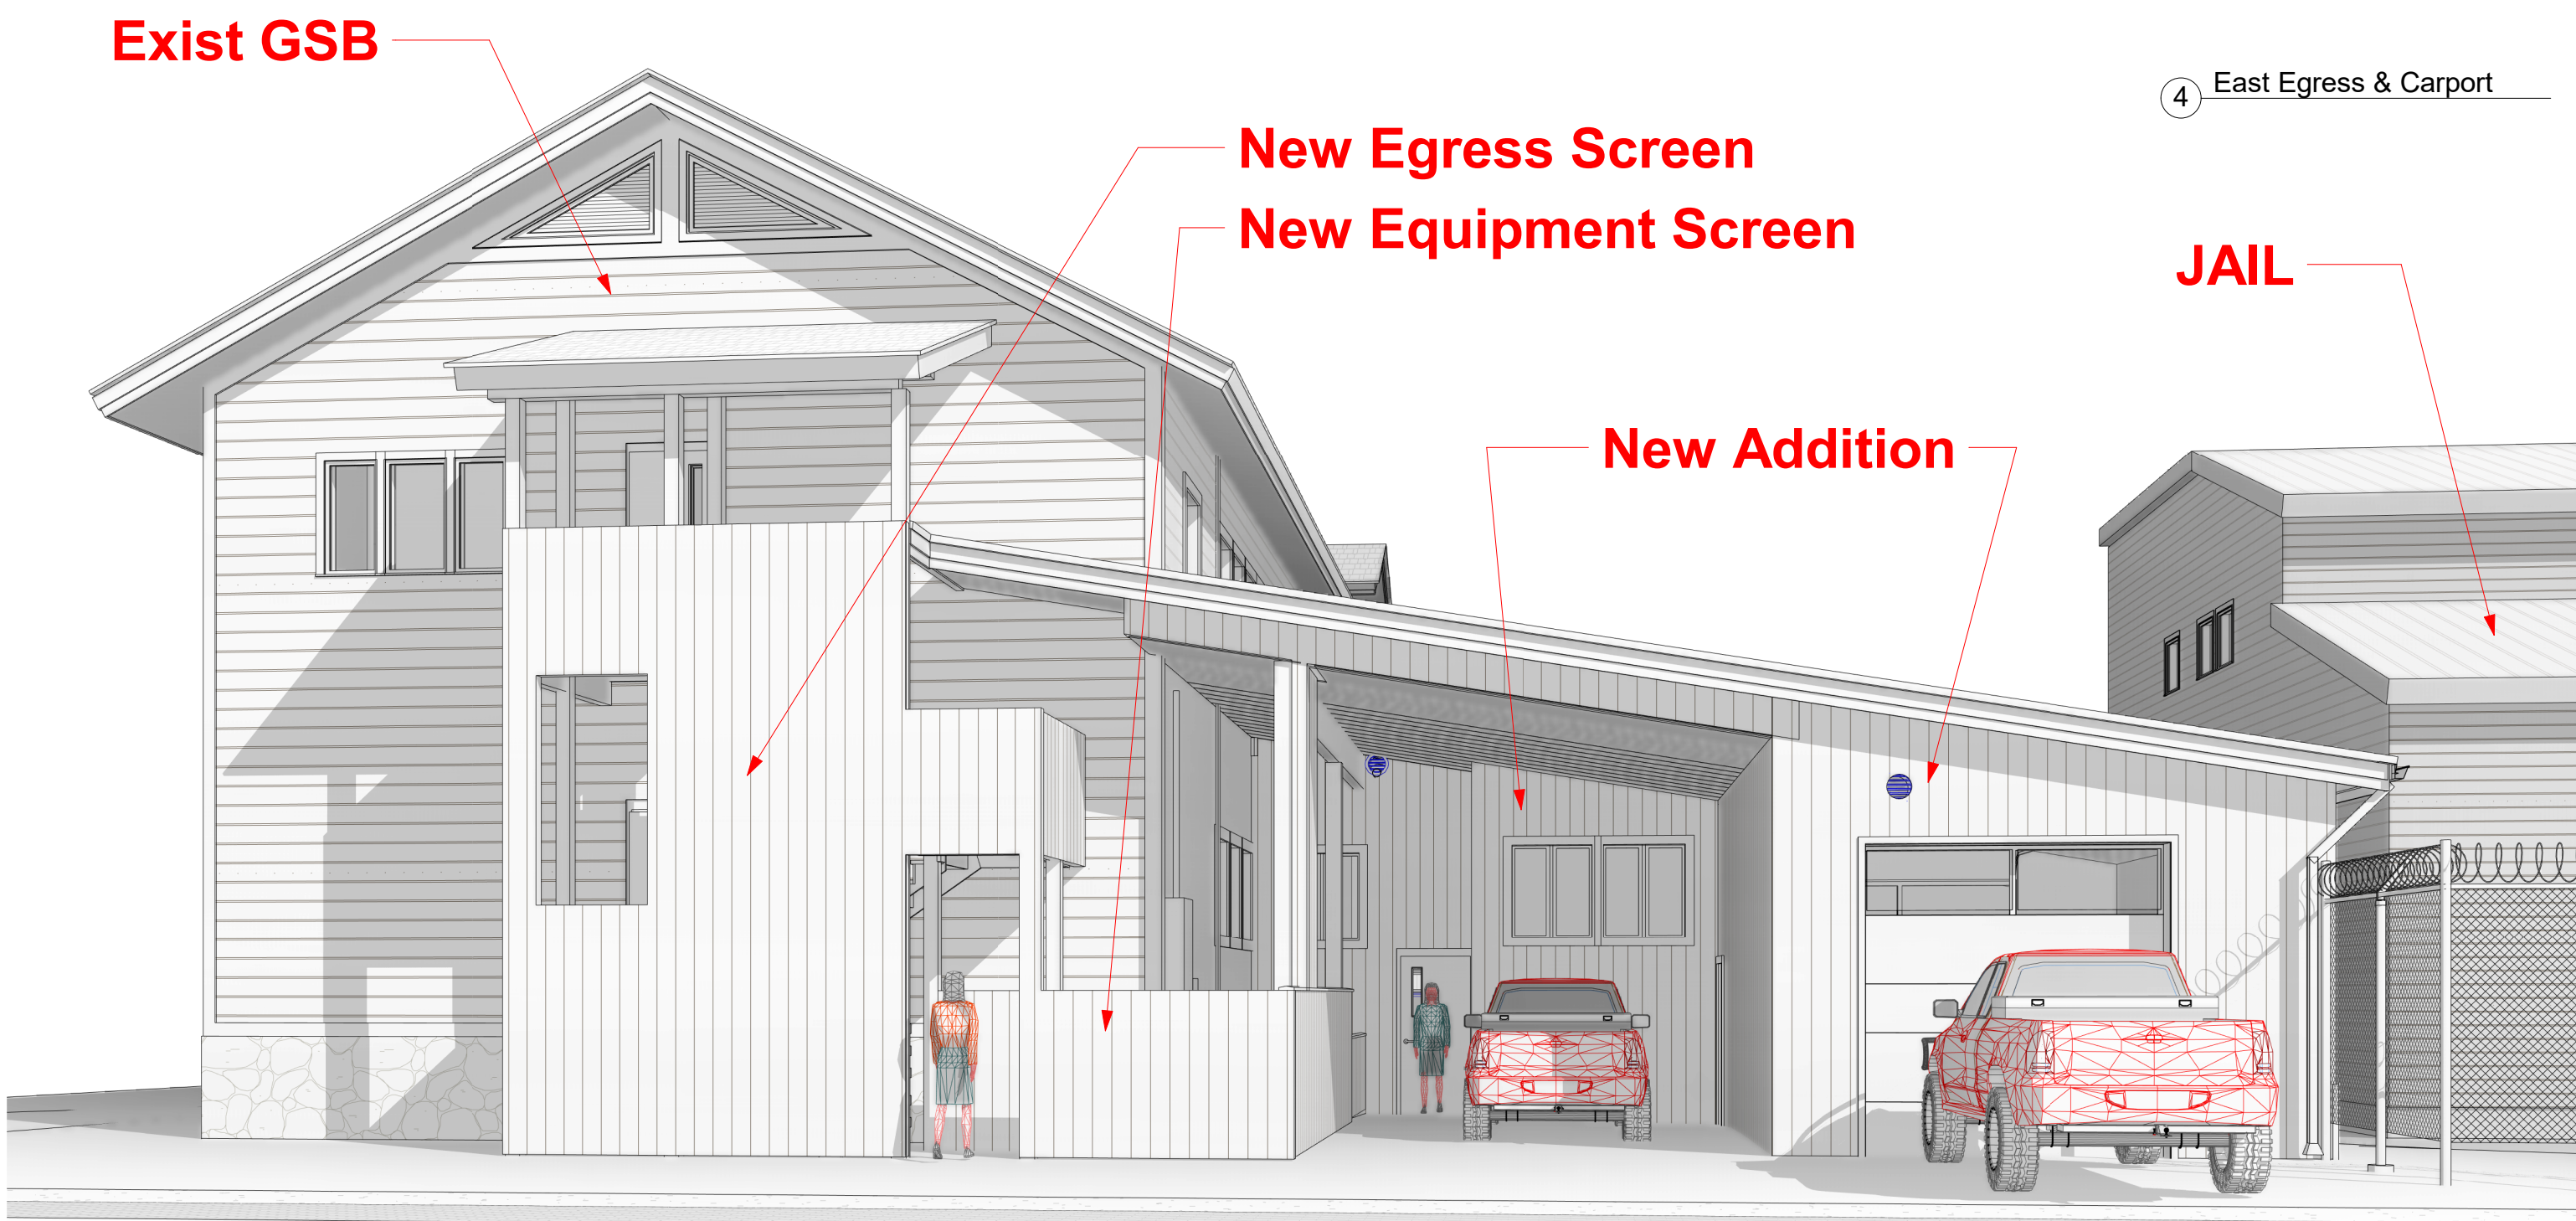 Exist GSB
4
East Egress & Carport
New Egress Screen
New Equipment Screen
JAIL
New Addition